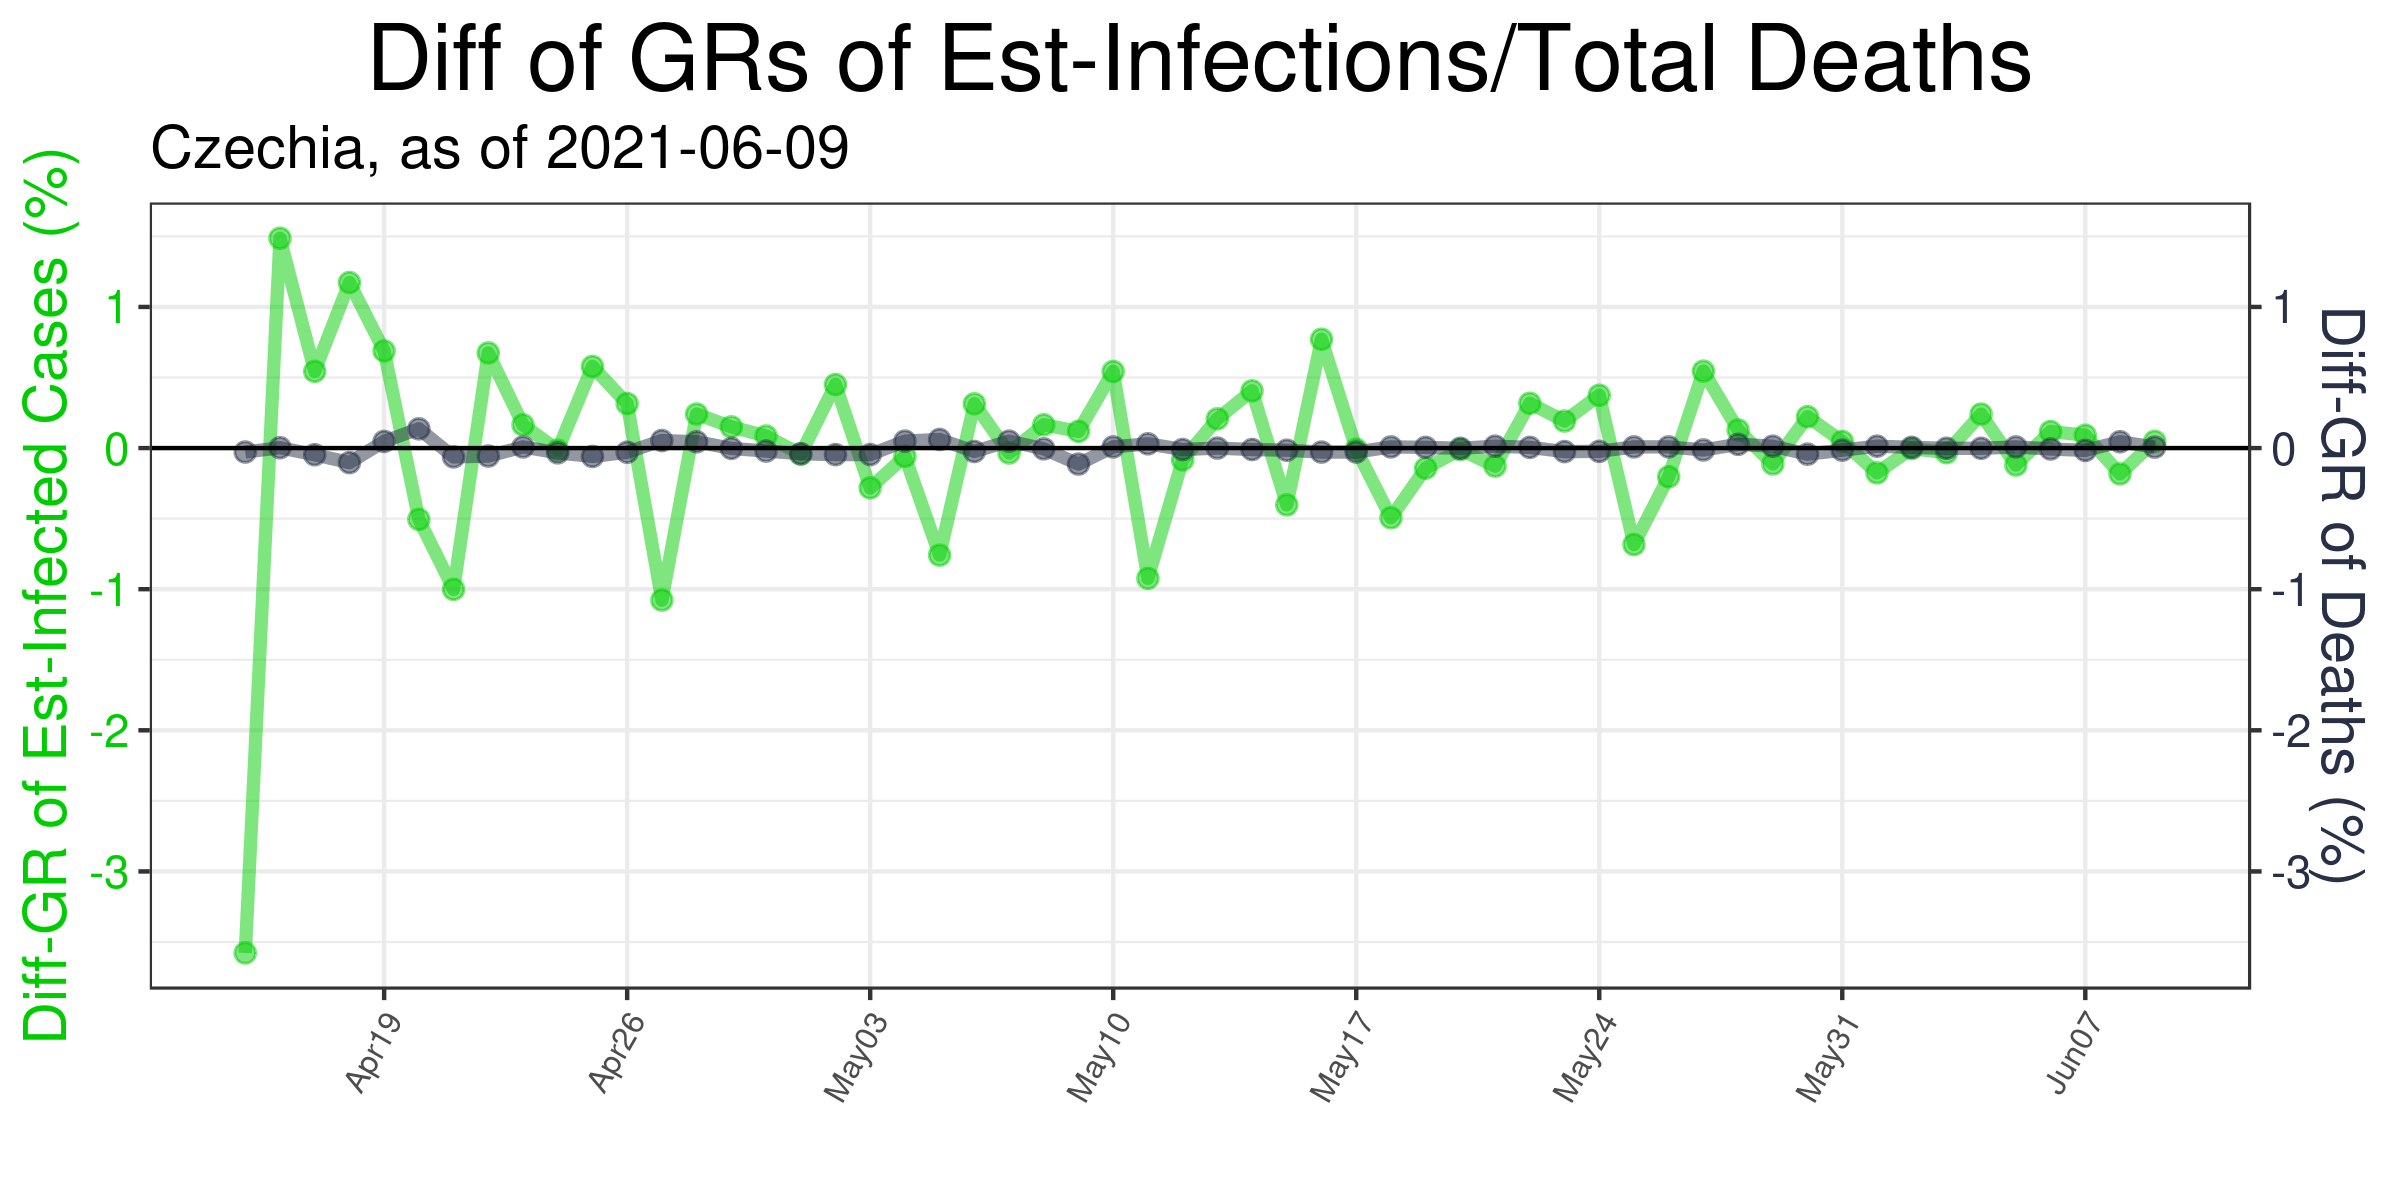 Diff of GRs of Est-Infections/Total Deaths
Czechia, as of 2021-06-09
Diff-GR of Est-Infected Cases (%)
1
0
-1
-2
-3
1
0
-1
-2
-3
Diff-GR of Deaths (%)
Apr19
Apr26
May03
May10
May17
May24
May31
Jun07